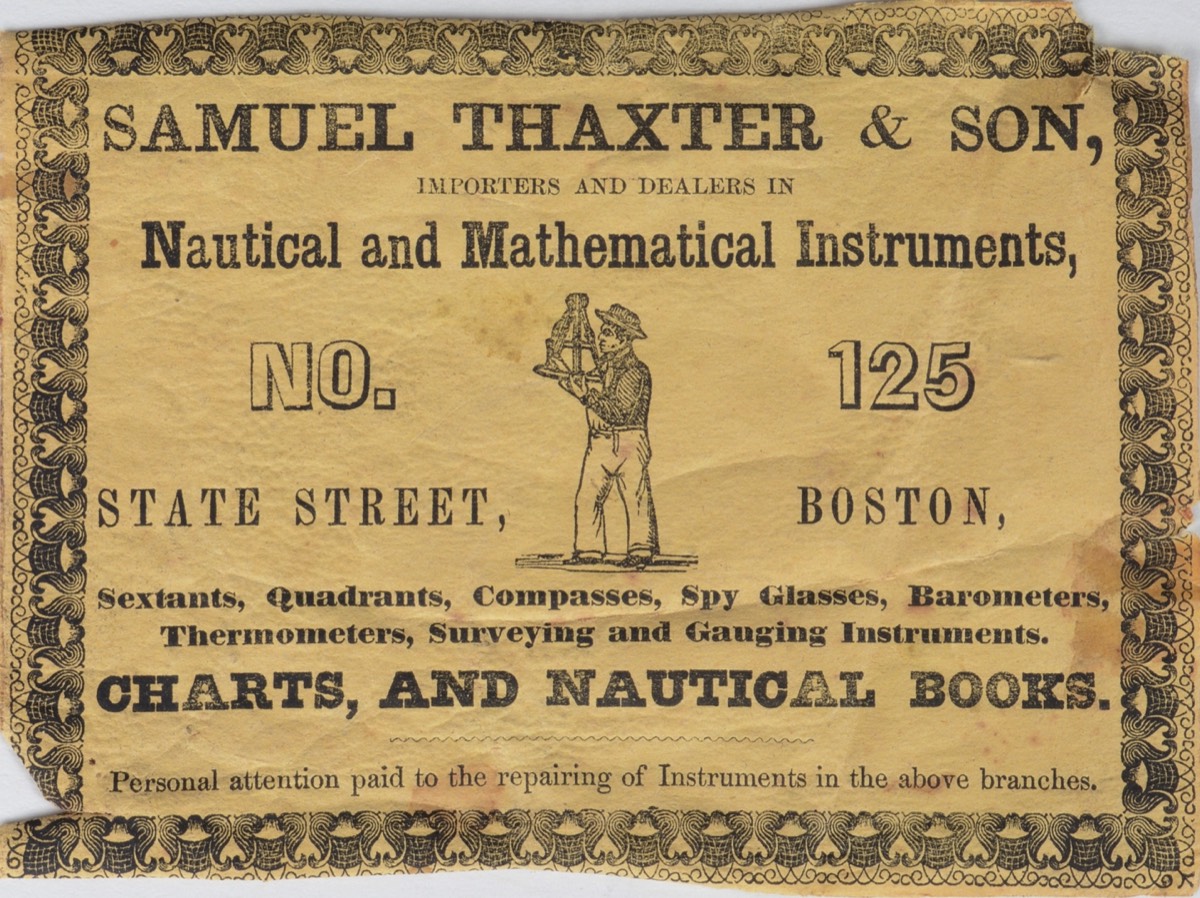 SAMUEL THAXTER & SON,
IMPORTERS AND DEALERS IN
Nautical and Mathematical Instruments,
NO. 125
STATE STREET, BOSTON,
Sextants, Quadrants, Compasses, Spy Glasses, Barometers,
Thermometers, Surveying and Gauging Instruments.
CHARTS, AND NAUTICAL BOOKS.
Personal attention paid to the repairing of Instruments in the above branches.